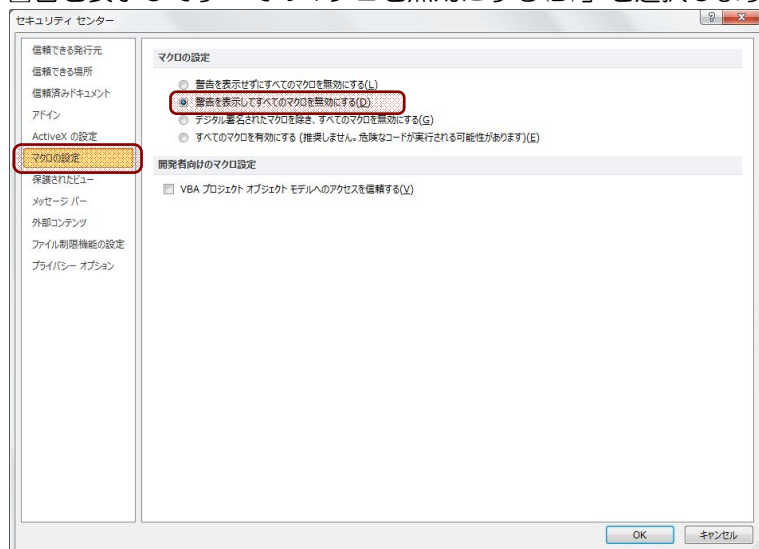 セキュリティ センター
信頼できる発行元
信頼できる場所
信頼済みドキュメント
アドイン
ActiveX の設定
マクロの設定
保護されたビュー
メッセージ バー
外部コンテンツ
ファイル制限機能の設定
プライバシー オプション
マクロの設定
警告を表示せずにすべてのマクロを無効にする(L)
警告を表示してすべてのマクロを無効にする(D)
デジタル署名されたマクロを除き、すべてのマクロを無効にする(G)
すべてのマクロを有効にする (推奨しません。危険なコードが実行される可能性があります)(E)
開発者向けのマクロ設定
VBA プロジェクト オブジェクト モデルへのアクセスを信頼する(V)
OK
キャンセル